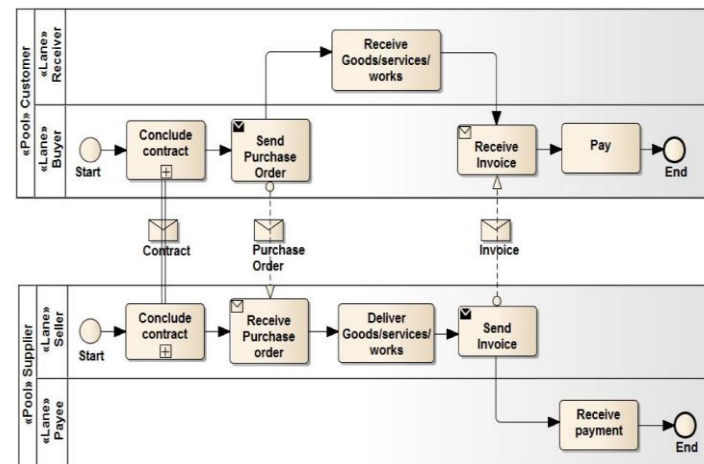 «Pool» Customer
«Lane»
Receiver
Receive
Goods/services/
works
«Lane»
Buyer
Start
Conclude
contract
Send
Purchase
Order
Receive
Invoice
Pay
End
Contract
Purchase
Order
Invoice
«Pool» Supplier
«Lane»
Seller
Start
Conclude
contract
Receive
Purchase
order
Deliver
Goods/services/
works
Send
Invoice
«Lane»
Payee
Receive
payment
End